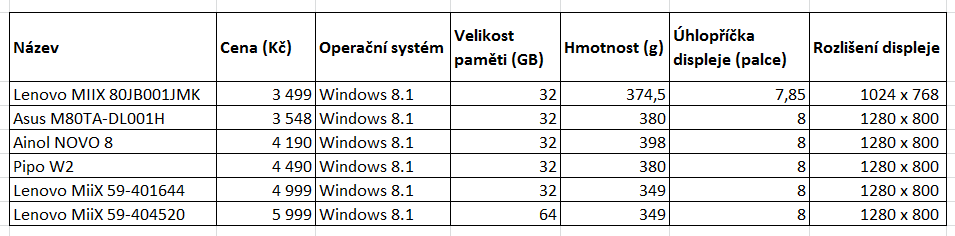 Název Cena (Kč) Operační systém Velikost paměti (GB) Hmotnost (g) Úhlopříčka displeje (palce) Rozlišení displeje
Lenovo MIIX 80JB001JMK 3 499 Windows 8.1 32 374,5 7,85 1024 x 768
Asus M80TA-DL001H 3 548 Windows 8.1 32 380 8 1280 x 800
Ainol NOVO 8 4 190 Windows 8.1 32 398 8 1280 x 800
Pipo W2 4 490 Windows 8.1 32 380 8 1280 x 800
Lenovo MiiX 59-401644 4 999 Windows 8.1 32 349 8 1280 x 800
Lenovo MiiX 59-404520 5 999 Windows 8.1 64 349 8 1280 x 800